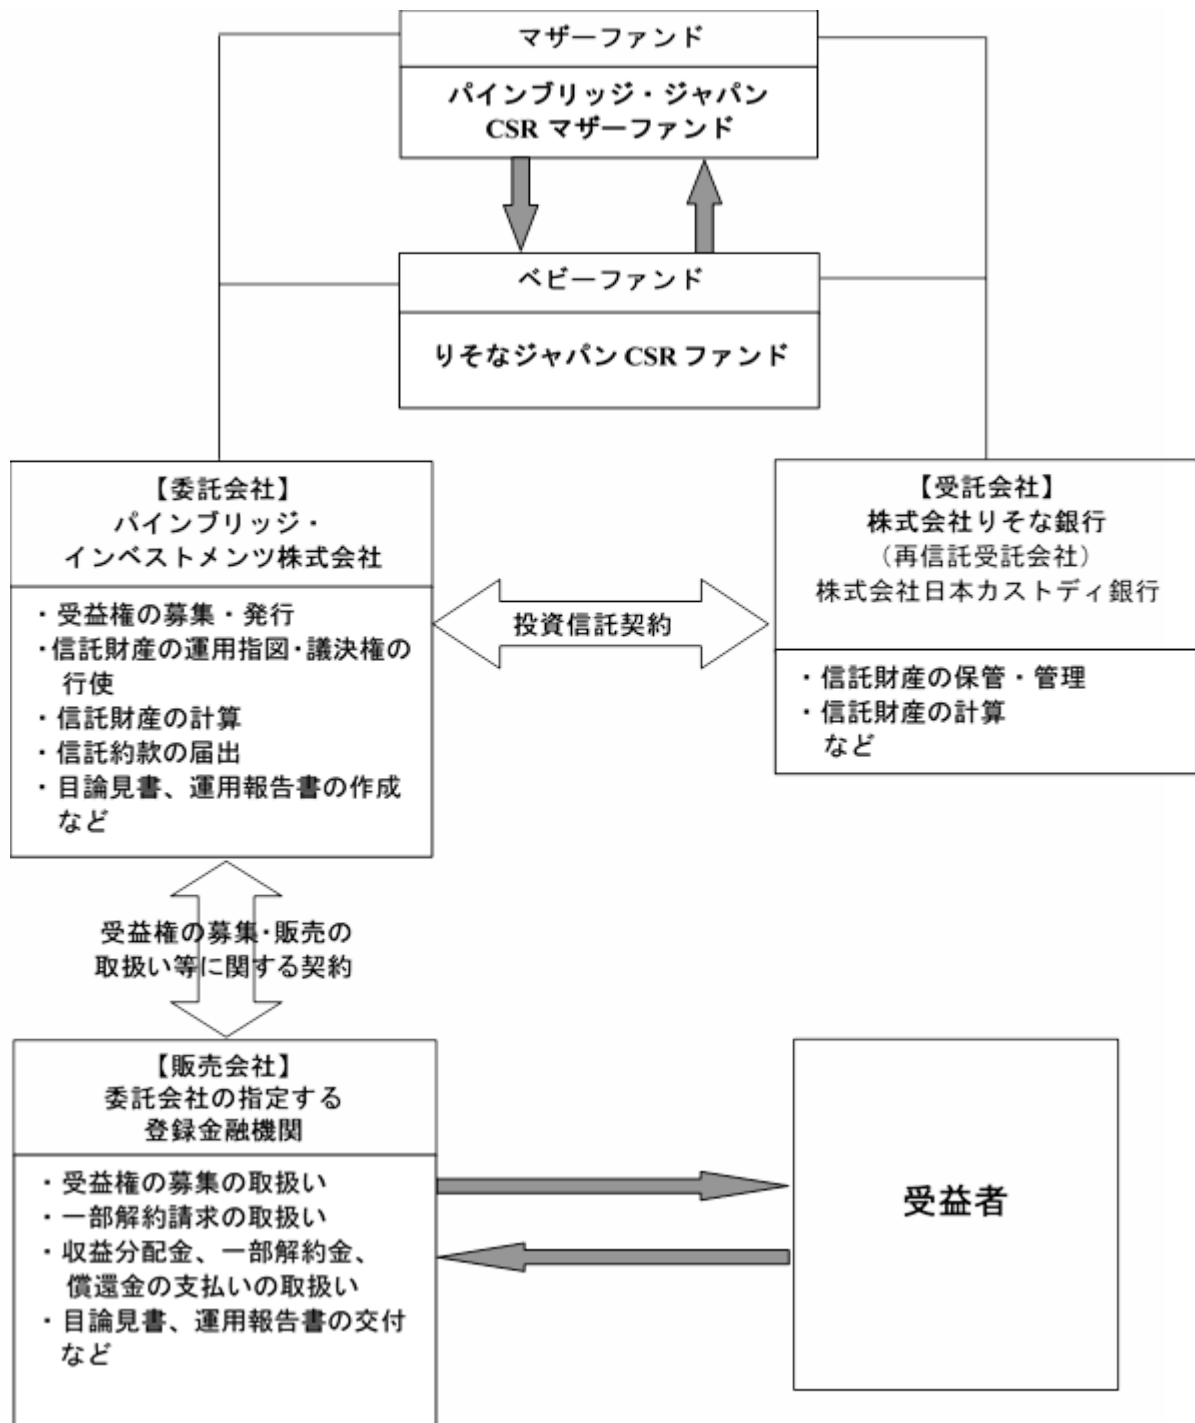 マザーファンド
パインブリッジ・ジャパン
CSR マザーファンド
ベビーファンド
りそなジャパン CSR ファンド
【委託会社】
パインブリッジ・
インベストメンツ株式会社
・受益権の募集・発行
・信託財産の運用指図・議決権の
行使
・信託財産の計算
・信託約款の届出
・目論見書、運用報告書の作成
など
投資信託契約
【受託会社】
株式会社りそな銀行
(再信託受託会社)
株式会社日本カストディ銀行
・信託財産の保管・管理
・信託財産の計算
など
受益権の募集・販売の
取扱い等に関する契約
【販売会社】
委託会社の指定する
登録金融機関
・受益権の募集の取扱い
・一部解約請求の取扱い
・収益分配金、一部解約金、
償還金の支払いの取扱い
・目論見書、運用報告書の交付
など
受益者